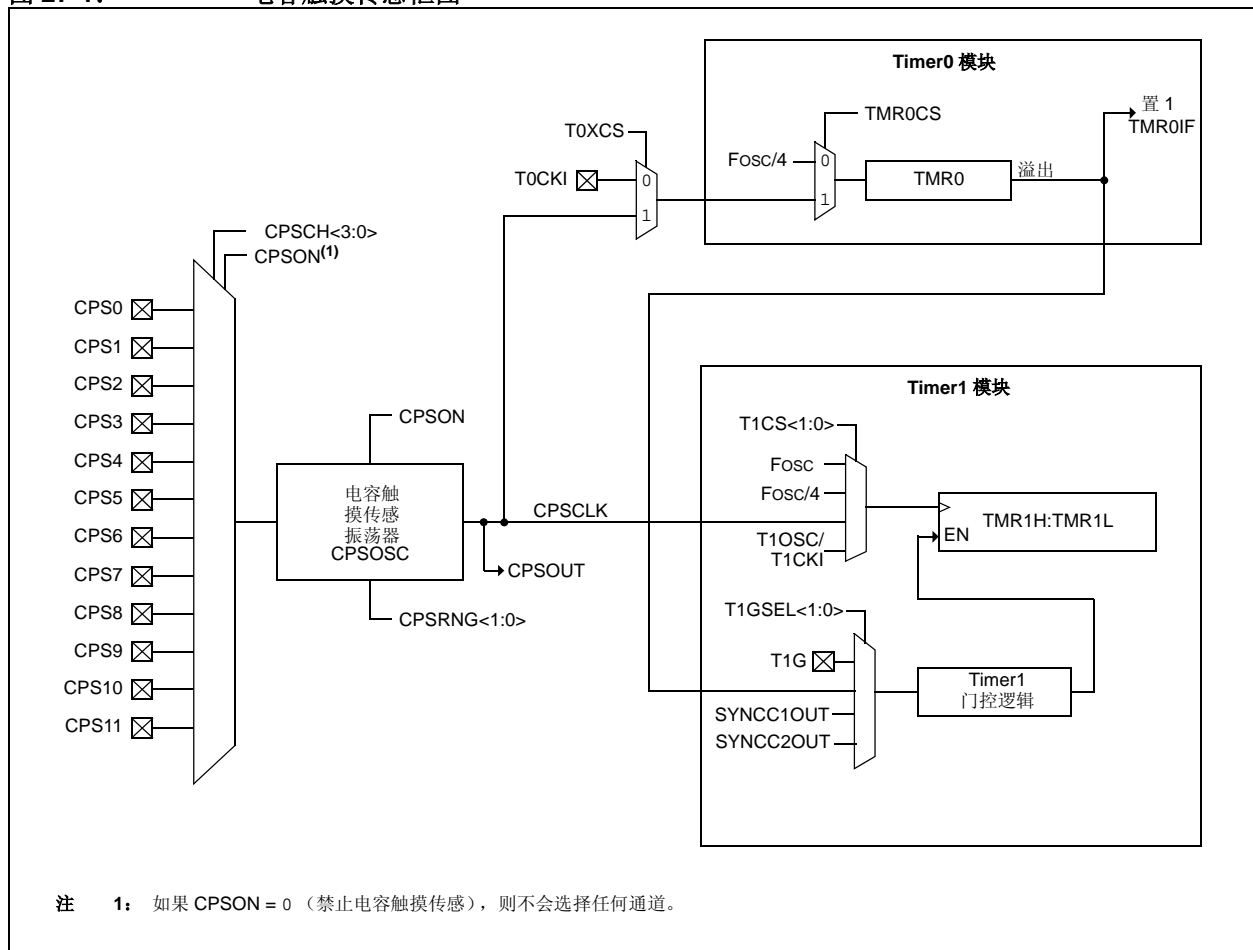 Timer0 模块
TMR0CS
置 1
TMR0IF
T0XCS
FOSC/4
0
T0CKI
0
TMR0
溢出
1
1
CPSCH<3:0>
CPSON(1)
CPS0
CPS1
CPS2
CPS3
CPS4
CPS5
CPS6
CPS7
CPS8
CPS9
CPS10
CPS11
CPSON
电容触
摸传感
振荡器
CPSOSC
CPSCLK
CPSOUT
CPSRNG<1:0>
Timer1 模块
T1CS<1:0>
FOSC
FOSC/4
T1OSC/
T1CKI
TMR1H:TMR1L
EN
T1GSEL<1:0>
T1G
Timer1
门控逻辑
SYNCC1OUT
SYNCC2OUT
注 1： 如果 CPSON = 0 （禁止电容触摸传感），则不会选择任何通道。